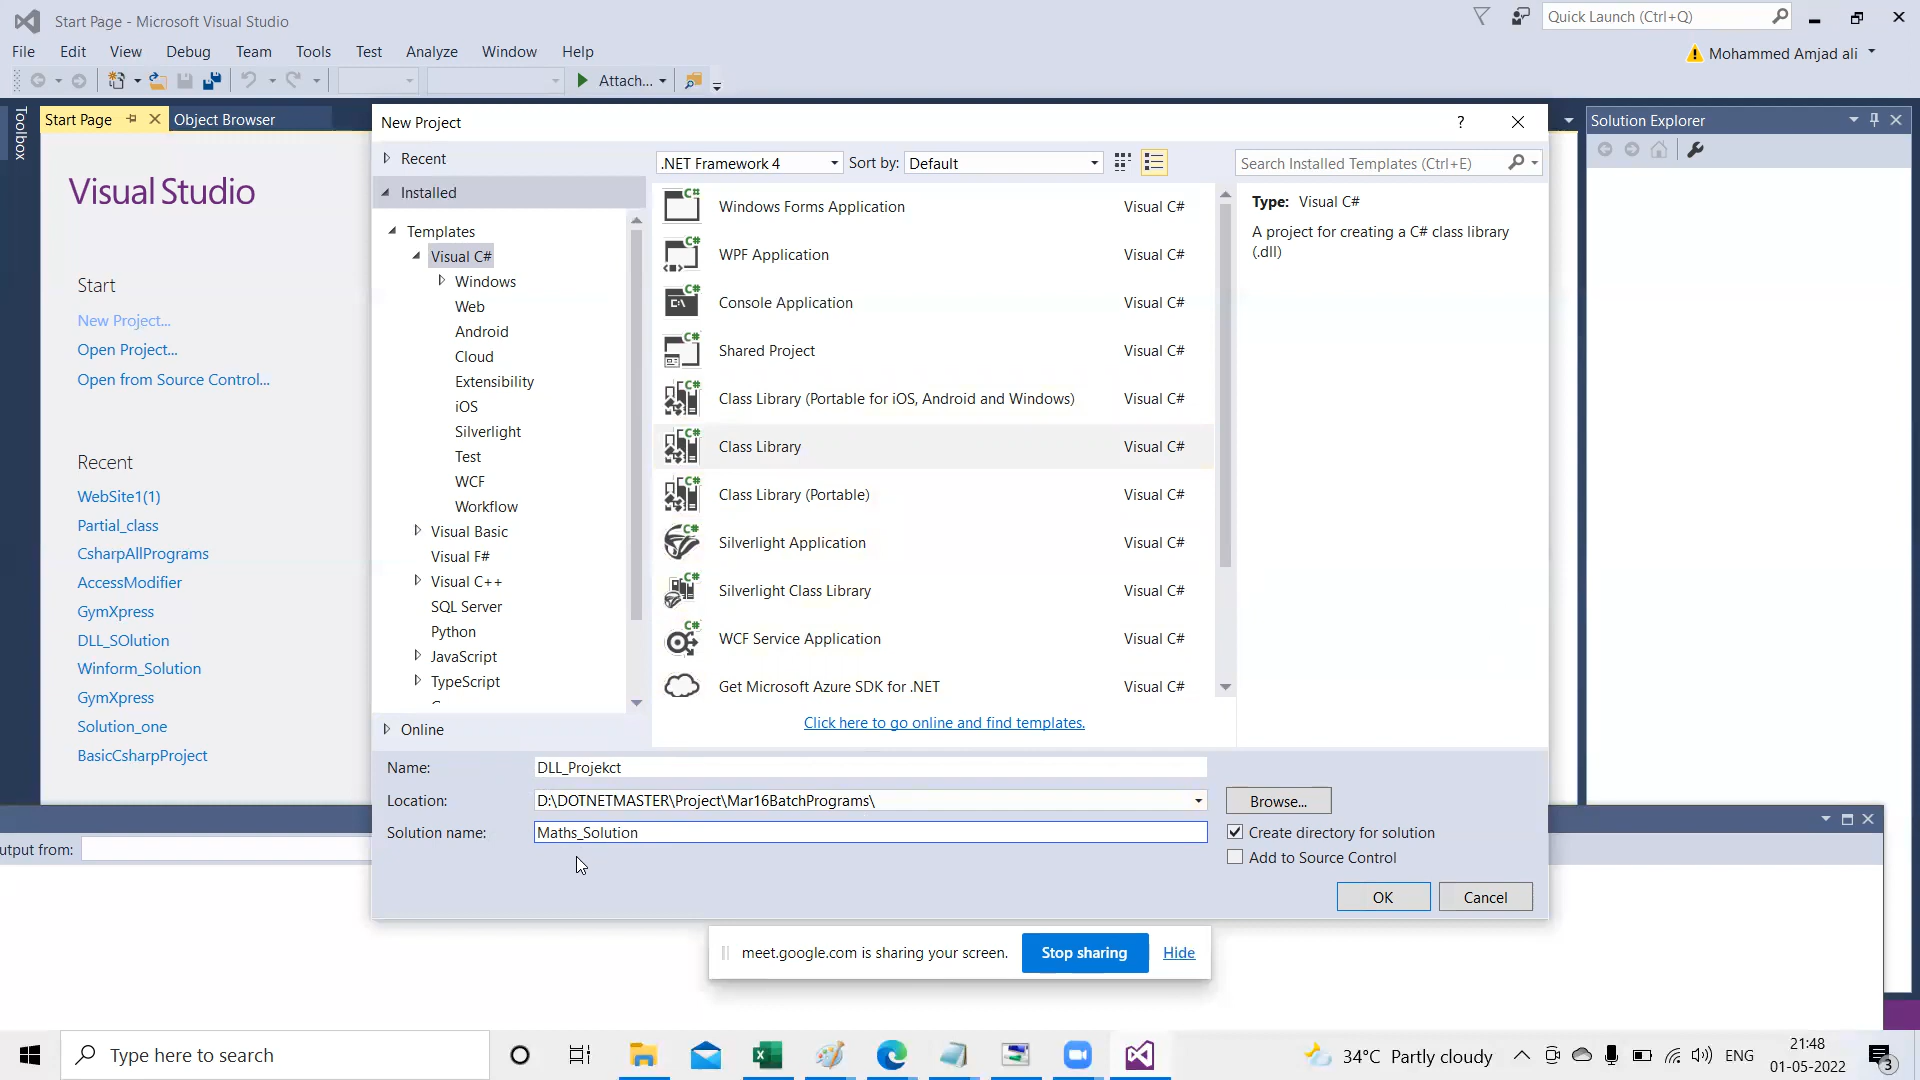 Start Page - Microsoft Visual Studio
Quick Launch (Ctrl+Q)
File Edit View Debug Team Tools Test Analyze Window Help
Mohammed Amjad ali
Attach...
Toolbox
Start Page
Object Browser
Visual Studio
Start
New Project...
Open Project...
Open from Source Control...
Recent
WebSite1(1)
Partial_class
CsharpAllPrograms
AccessModifier
GymXpress
DLL_SOlution
Winform_Solution
GymXpress
Solution_one
BasicCsharpProject
New Project
?
Recent
Installed
Templates
Visual C#
Windows
Web
Android
Cloud
Extensibility
iOS
Silverlight
Test
WCF
Workflow
Visual Basic
Visual F#
Visual C++
SQL Server
Python
JavaScript
TypeScript
Online
.NET Framework 4
Sort by: Default
Search Installed Templates (Ctrl+E)
Windows Forms Application Visual C#
WPF Application Visual C#
Console Application Visual C#
Shared Project Visual C#
Class Library (Portable for iOS, Android and Windows) Visual C#
Class Library Visual C#
Class Library (Portable) Visual C#
Silverlight Application Visual C#
Silverlight Class Library Visual C#
WCF Service Application Visual C#
Get Microsoft Azure SDK for .NET Visual C#
Click here to go online and find templates.
Type: Visual C#
A project for creating a C# class library
(.dll)
Name: DLL_Projekct
Location: D:\DOTNETMASTER\Project\Mar16BatchPrograms\
Browse...
Solution name: Maths_Solution
Create directory for solution
Add to Source Control
OK
Cancel
Solution Explorer
utput from:
meet.google.com is sharing your screen.
Stop sharing
Hide
Type here to search
34°C Partly cloudy
ENG
21:48
01-05-2022
3